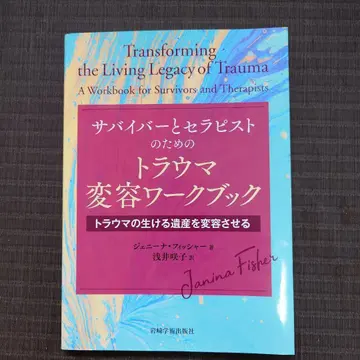 Transforming
the Living Legacy of Trauma
A Workbook for Survivors and Therapists
サバイバーとセラピスト
のための
トラウマ
変容ワークブック
トラウマの生ける遺産を変容させる
ジェニーナ・フィッシャー 著
浅井咲子 訳
Janina Fisher
岩崎学術出版社